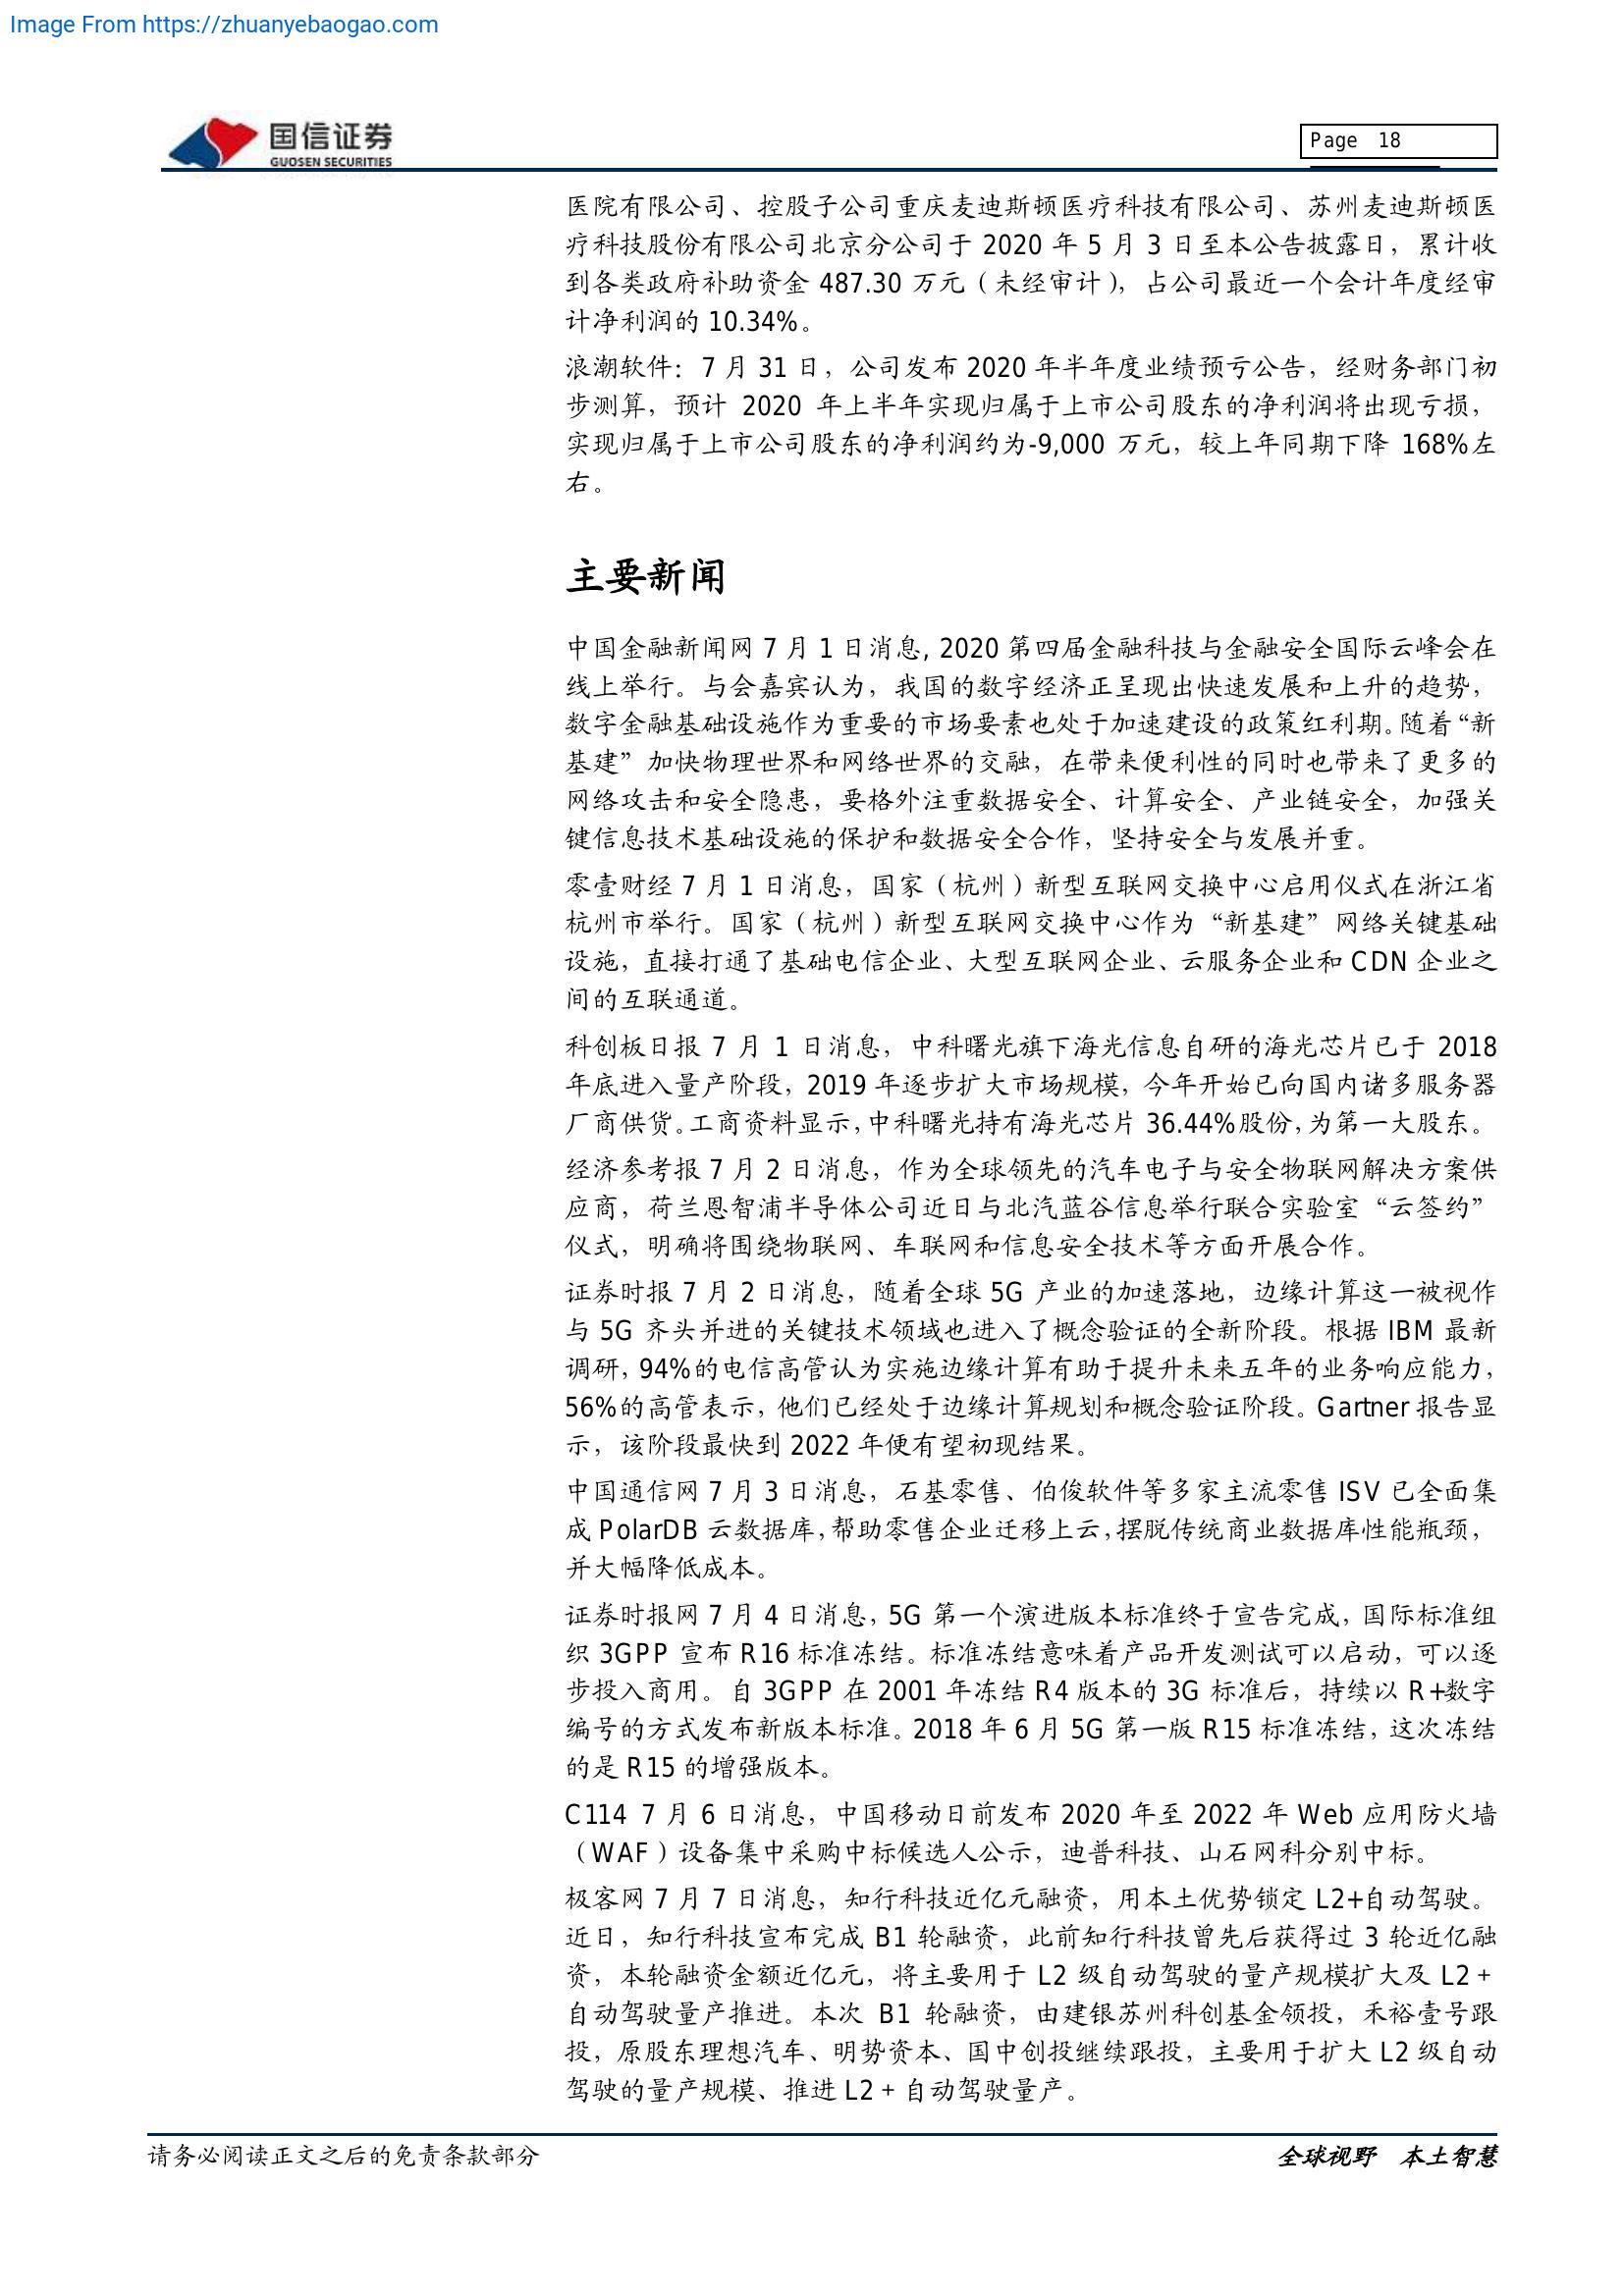 Image From https://zhuanyebaogao.com
国信证券
GUOSEN SECURITIES
Page 18
医院有限公司、控股子公司重庆麦迪斯顿医疗科技有限公司、苏州麦迪斯顿医
疗科技股份有限公司北京分公司于 2020 年 5 月 3 日至本公告披露日，累计收
到各类政府补助资金 487.30 万元（未经审计），占公司最近一个会计年度经审
计净利润的 10.34%。
浪潮软件：7 月 31 日，公司发布 2020 年半年度业绩预亏公告，经财务部门初
步测算，预计 2020 年上半年实现归属于上市公司股东的净利润将出现亏损，
实现归属于上市公司股东的净利润约为-9,000 万元，较上年同期下降 168%左
右。
主要新闻
中国金融新闻网 7 月 1 日消息, 2020 第四届金融科技与金融安全国际云峰会在
线上举行。与会嘉宾认为，我国的数字经济正呈现出快速发展和上升的趋势，
数字金融基础设施作为重要的市场要素也处于加速建设的政策红利期。随着“新
基建”加快物理世界和网络世界的交融，在带来便利性的同时也带来了更多的
网络攻击和安全隐患，要格外注重数据安全、计算安全、产业链安全，加强关
键信息技术基础设施的保护和数据安全合作，坚持安全与发展并重。
零壹财经 7 月 1 日消息，国家（杭州）新型互联网交换中心启用仪式在浙江省
杭州市举行。国家（杭州）新型互联网交换中心作为“新基建”网络关键基础
设施，直接打通了基础电信企业、大型互联网企业、云服务企业和 CDN 企业之
间的互联通道。
科创板日报 7 月 1 日消息，中科曙光旗下海光信息自研的海光芯片已于 2018
年底进入量产阶段，2019 年逐步扩大市场规模，今年开始已向国内诸多服务器
厂商供货。工商资料显示，中科曙光持有海光芯片 36.44%股份，为第一大股东。
经济参考报 7 月 2 日消息，作为全球领先的汽车电子与安全物联网解决方案供
应商，荷兰恩智浦半导体公司近日与北汽蓝谷信息举行联合实验室“云签约”
仪式，明确将围绕物联网、车联网和信息安全技术等方面开展合作。
证券时报 7 月 2 日消息，随着全球 5G 产业的加速落地，边缘计算这一被视作
与 5G 齐头并进的关键技术领域也进入了概念验证的全新阶段。根据 IBM 最新
调研，94%的电信高管认为实施边缘计算有助于提升未来五年的业务响应能力，
56%的高管表示，他们已经处于边缘计算规划和概念验证阶段。Gartner 报告显
示，该阶段最快到 2022 年便有望初现结果。
中国通信网 7 月 3 日消息，石基零售、伯俊软件等多家主流零售 ISV 已全面集
成 PolarDB 云数据库，帮助零售企业迁移上云，摆脱传统商业数据库性能瓶颈，
并大幅降低成本。
证券时报网 7 月 4 日消息，5G 第一个演进版本标准终于宣告完成，国际标准组
织 3GPP 宣布 R16 标准冻结。标准冻结意味着产品开发测试可以启动，可以逐
步投入商用。自 3GPP 在 2001 年冻结 R4 版本的 3G 标准后，持续以 R+数字
编号的方式发布新版本标准。2018 年 6 月 5G 第一版 R15 标准冻结，这次冻结
的是 R15 的增强版本。
C114 7 月 6 日消息，中国移动日前发布 2020 年至 2022 年 Web 应用防火墙
（WAF）设备集中采购中标候选人公示，迪普科技、山石网科分别中标。
极客网 7 月 7 日消息，知行科技近亿元融资，用本土优势锁定 L2+自动驾驶。
近日，知行科技宣布完成 B1 轮融资，此前知行科技曾先后获得过 3 轮近亿融
资，本轮融资金额近亿元，将主要用于 L2 级自动驾驶的量产规模扩大及 L2＋
自动驾驶量产推进。本次 B1 轮融资，由建银苏州科创基金领投，禾裕壹号跟
投，原股东理想汽车、明势资本、国中创投继续跟投，主要用于扩大 L2 级自动
驾驶的量产规模、推进 L2＋自动驾驶量产。
请务必阅读正文之后的免责条款部分
全球视野 本土智慧